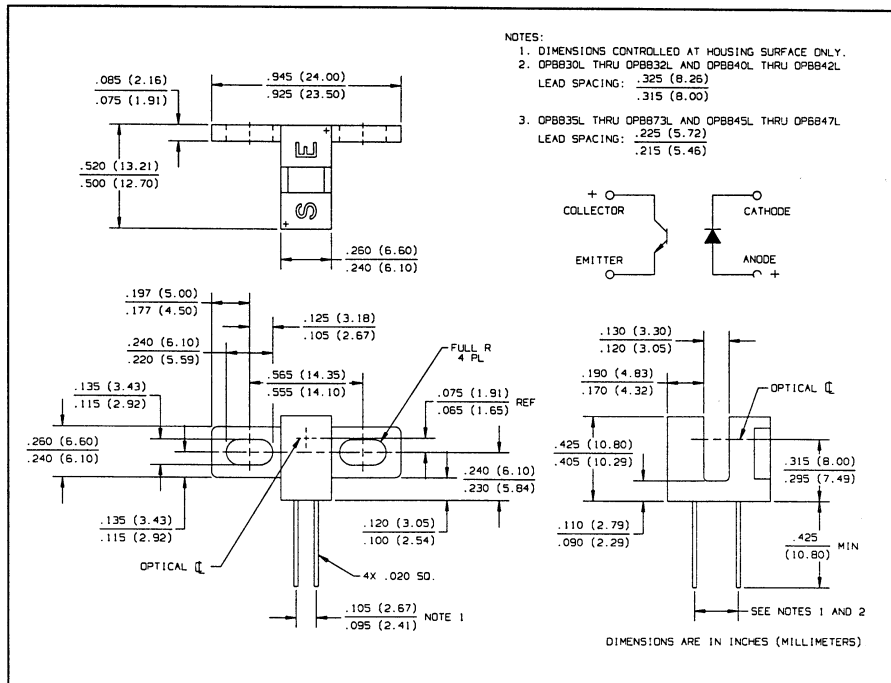 NOTES:
1. DIMENSIONS CONTROLLED AT HOUSING SURFACE ONLY.
2. OPB830L THRU OPB832L AND OPB840L THRU OPB842L
LEAD SPACING: .325 (8.26)
.315 (8.00)
3. OPB835L THRU OPB873L AND OPB845L THRU OPB847L
LEAD SPACING: .225 (5.72)
.215 (5.46)
.085 (2.16)
.075 (1.91)
.945 (24.00)
.925 (23.50)
.520 (13.21)
.500 (12.70)
+
E
S
+
.260 (6.60)
.240 (6.10)
+
COLLECTOR
CATHODE
EMITTER
ANODE
+
.197 (5.00)
.177 (4.50)
.125 (3.18)
.105 (2.67)
.240 (6.10)
.220 (5.59)
FULL R
4 PL
.565 (14.35)
.555 (14.10)
.135 (3.43)
.115 (2.92)
.075 (1.91)
.065 (1.65) REF
.260 (6.60)
.240 (6.10)
.240 (6.10)
.230 (5.84)
.135 (3.43)
.115 (2.92)
.120 (3.05)
.100 (2.54)
OPTICAL ℄
4X .020 SQ.
.105 (2.67)
.095 (2.41) NOTE 1
.130 (3.30)
.120 (3.05)
.190 (4.83)
.170 (4.32)
OPTICAL ℄
.425 (10.80)
.405 (10.29)
.315 (8.00)
.295 (7.49)
.110 (2.79)
.090 (2.29)
.425
(10.80) MIN
SEE NOTES 1 AND 2
DIMENSIONS ARE IN INCHES (MILLIMETERS)